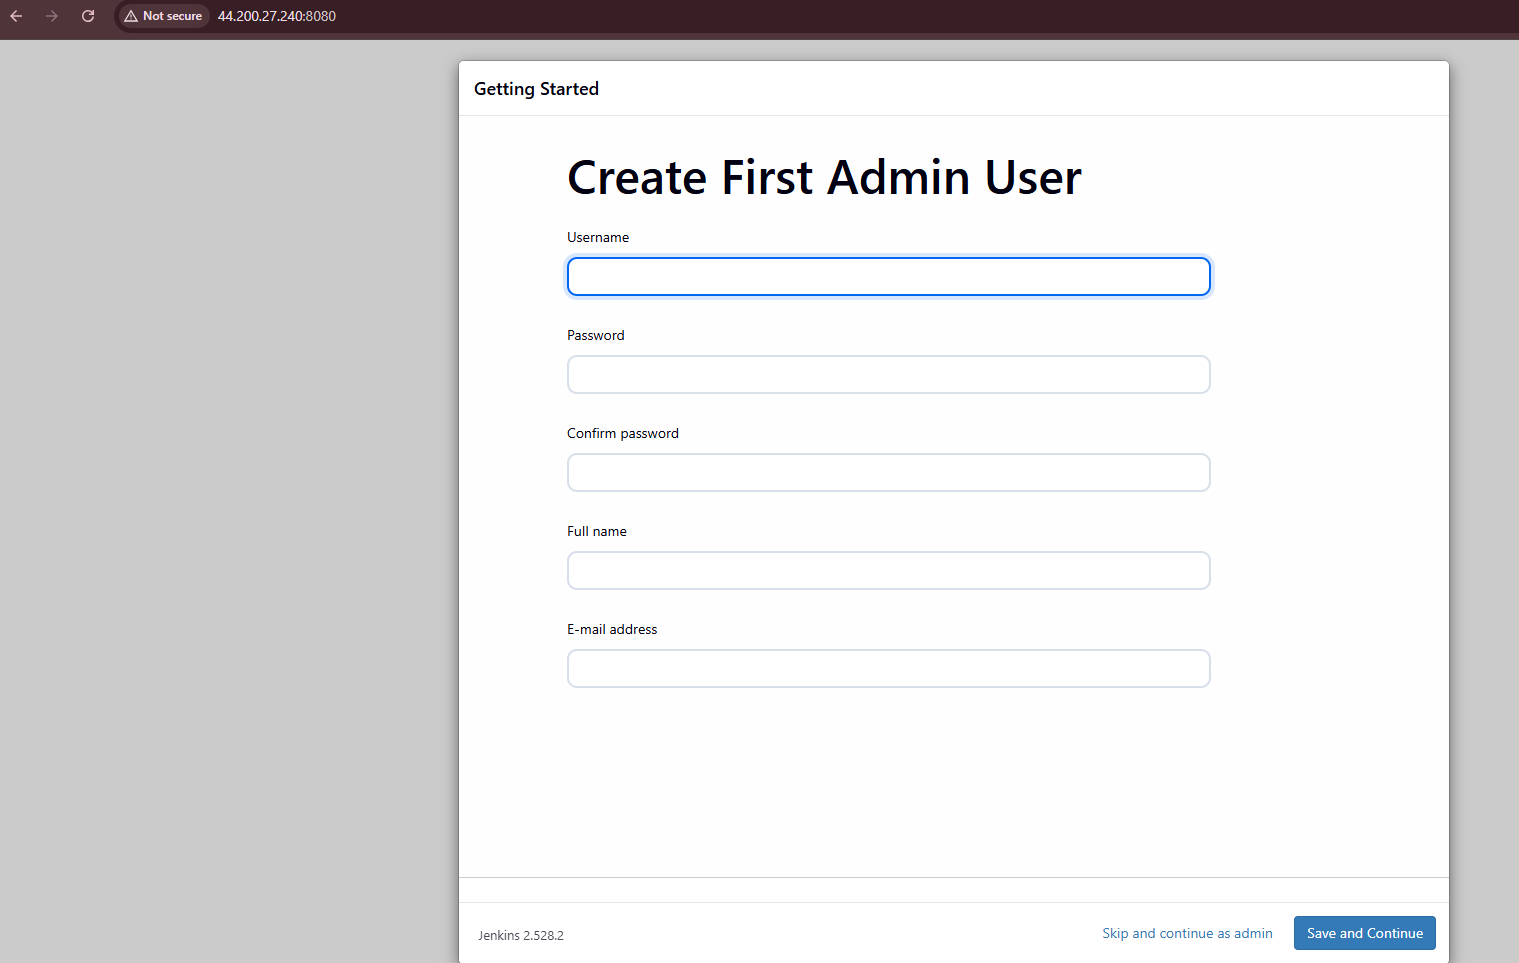 Not secure 44.200.27.240:8080
Getting Started
Create First Admin User
Username
Password
Confirm password
Full name
E-mail address
Jenkins 2.528.2
Skip and continue as admin
Save and Continue